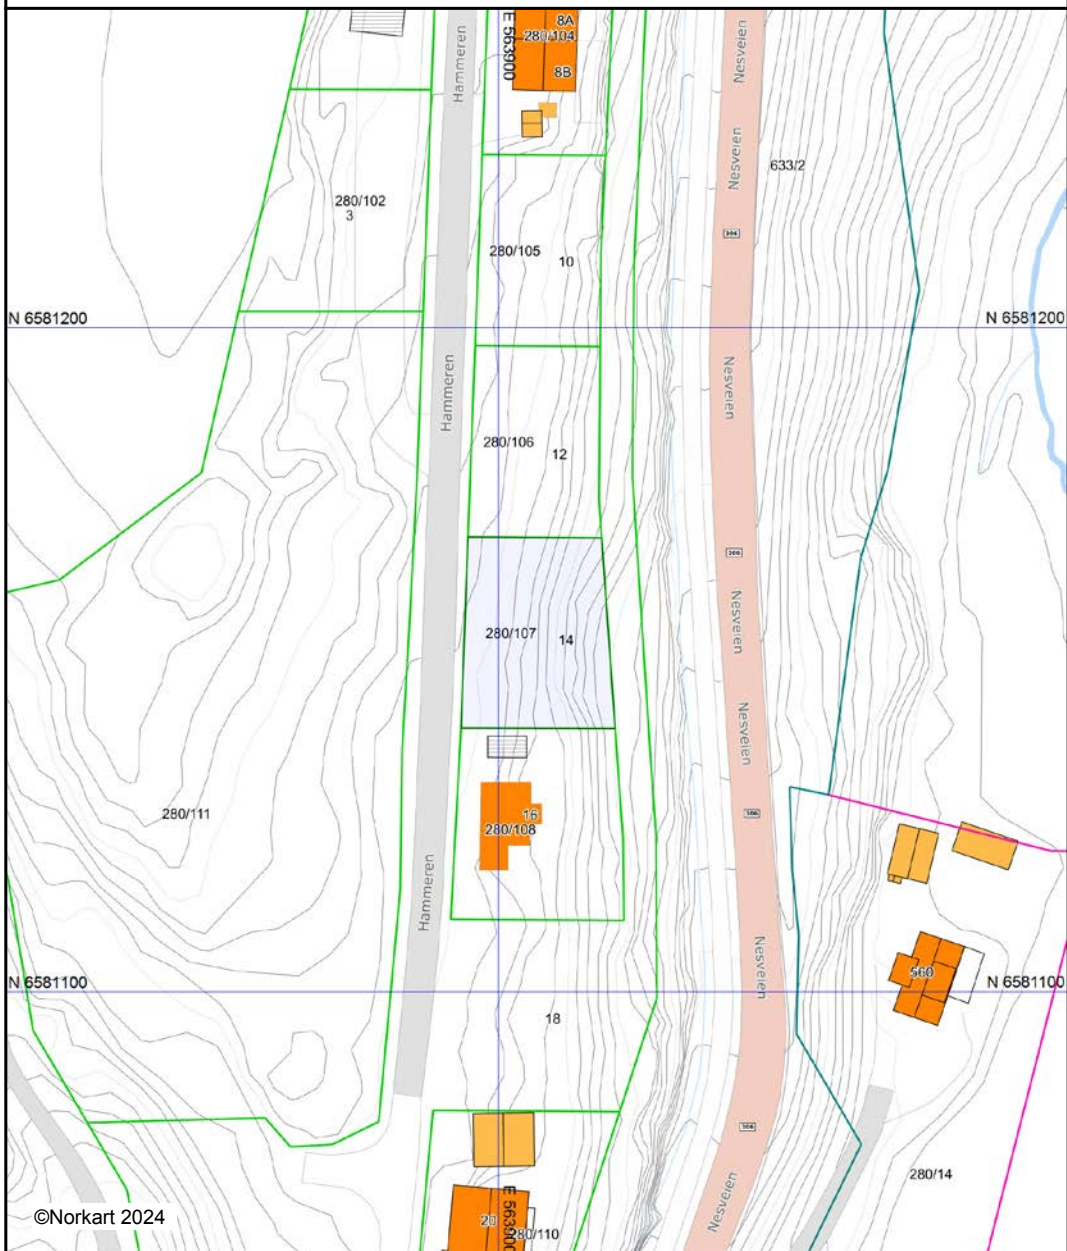 8A
280/104
8B
E 563900
Hammeren
Nesveien
Nesveien
633/2
280/102
3
280/105
10
306
N 6581200
N 6581200
Hammeren
Nesveien
280/106
12
306
Nesveien
280/107
14
Nesveien
306
16
280/108
280/111
Hammeren
Nesveien
560
N 6581100
N 6581100
18
306
280/14
Nesveien
E 563900
20
280/110
©Norkart 2024